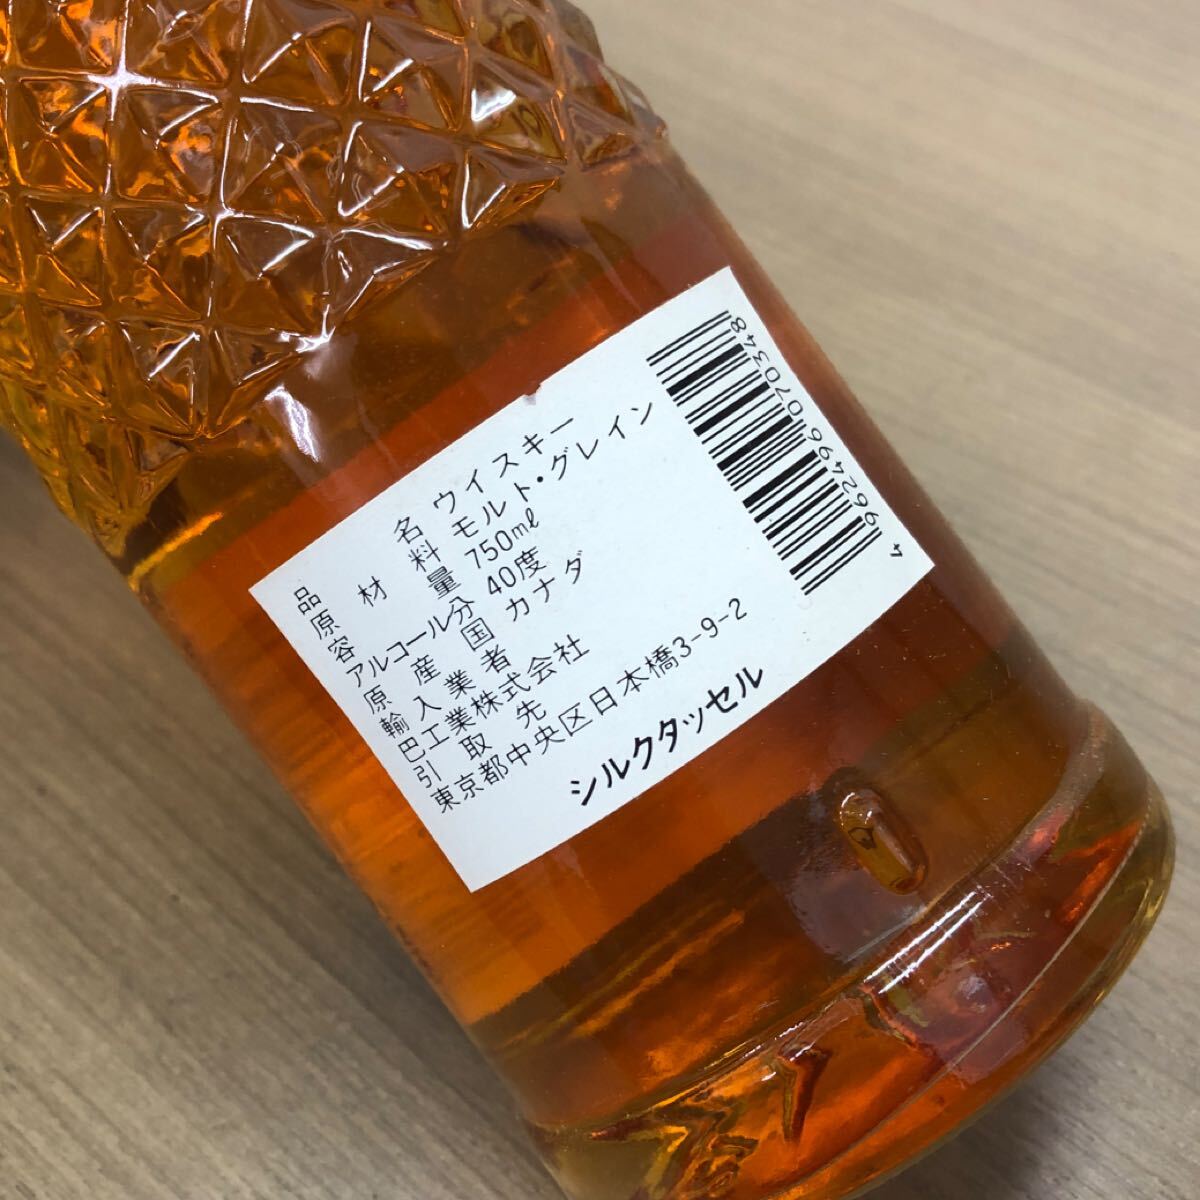 品名 ウイスキー
原材料 モルト・グレイン
容量 750ml
アルコール分 40度
原産国 カナダ
輸入業者
巴工業株式会社
引取先
東京都中央区日本橋3-9-2
シルクタッセル
4 996249 070348